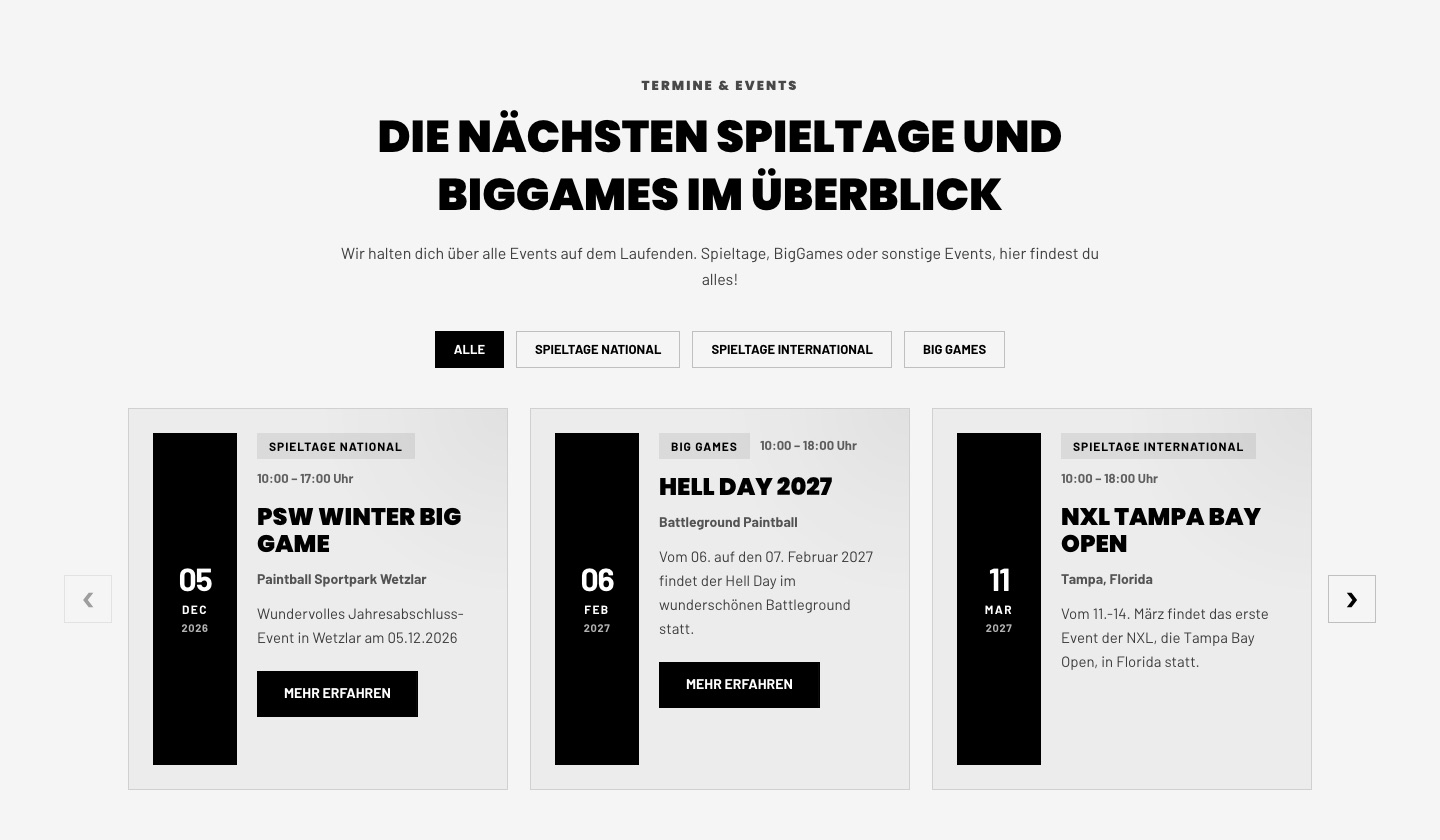 TERMINE & EVENTS
DIE NÄCHSTEN SPIELTAGE UND
BIGGAMES IM ÜBERBLICK
Wir halten dich über alle Events auf dem Laufenden. Spieltage, BigGames oder sonstige Events, hier findest du
alles!
ALLE
SPIELTAGE NATIONAL
SPIELTAGE INTERNATIONAL
BIG GAMES
05
DEC
2026
SPIELTAGE NATIONAL
10:00 – 17:00 Uhr
PSW WINTER BIG
GAME
Paintball Sportpark Wetzlar
Wundervolles Jahresabschluss-
Event in Wetzlar am 05.12.2026
MEHR ERFAHREN
06
FEB
2027
BIG GAMES 10:00 – 18:00 Uhr
HELL DAY 2027
Battleground Paintball
Vom 06. auf den 07. Februar 2027
findet der Hell Day im
wunderschönen Battleground
statt.
MEHR ERFAHREN
11
MAR
2027
SPIELTAGE INTERNATIONAL
10:00 – 18:00 Uhr
NXL TAMPA BAY
OPEN
Tampa, Florida
Vom 11.-14. März findet das erste
Event der NXL, die Tampa Bay
Open, in Florida statt.